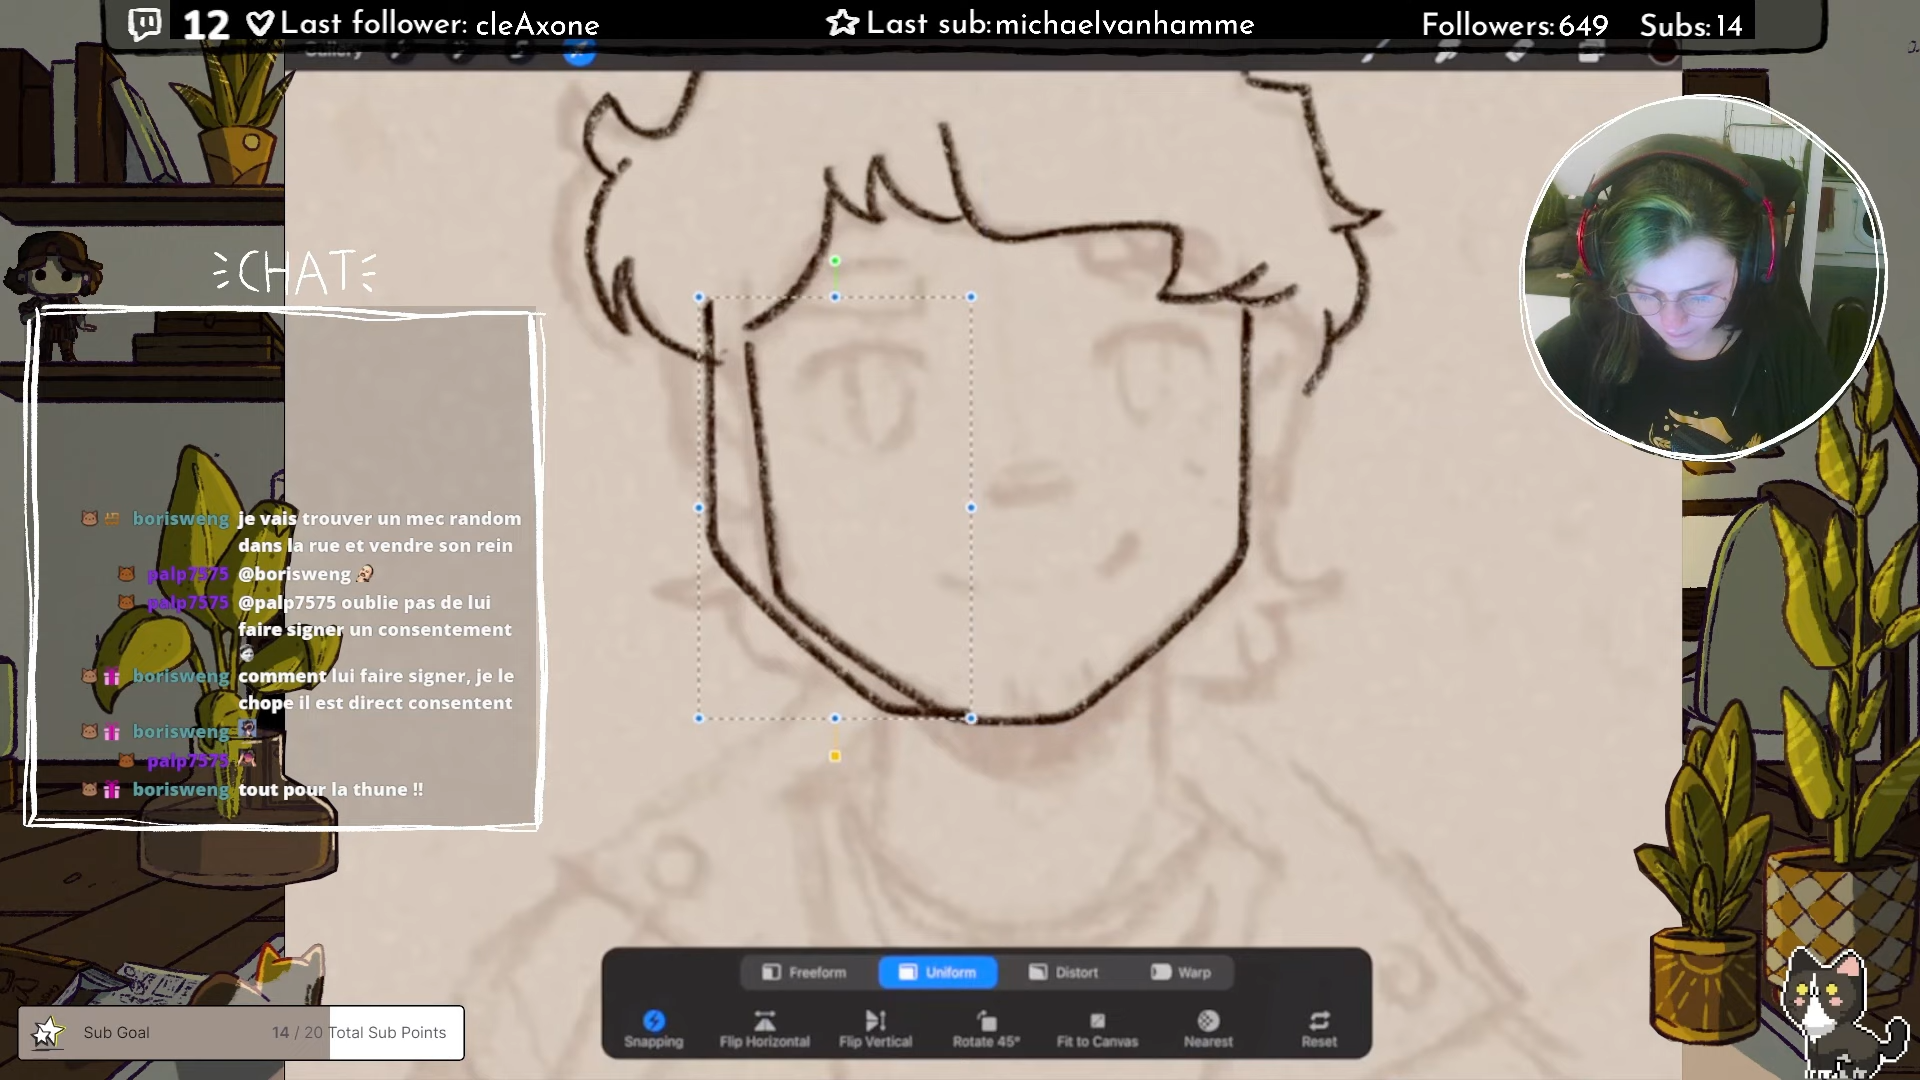 12 Last follower: cleAxone Last sub: michaelvanhamme Followers: 649 Subs: 14
Gallery
CHAT
borisweng je vais trouver un mec random
dans la rue et vendre son rein
palp7575 @borisweng
palp7575 @palp7575 oublie pas de lui
faire signer un consentement
borisweng comment lui faire signer, je le
chope il est direct consentent
borisweng
palp7575
borisweng tout pour la thune !!
Freeform Uniform Distort Warp
Snapping Flip Horizontal Flip Vertical Rotate 45° Fit to Canvas Nearest Reset
Sub Goal 14 / 20 Total Sub Points